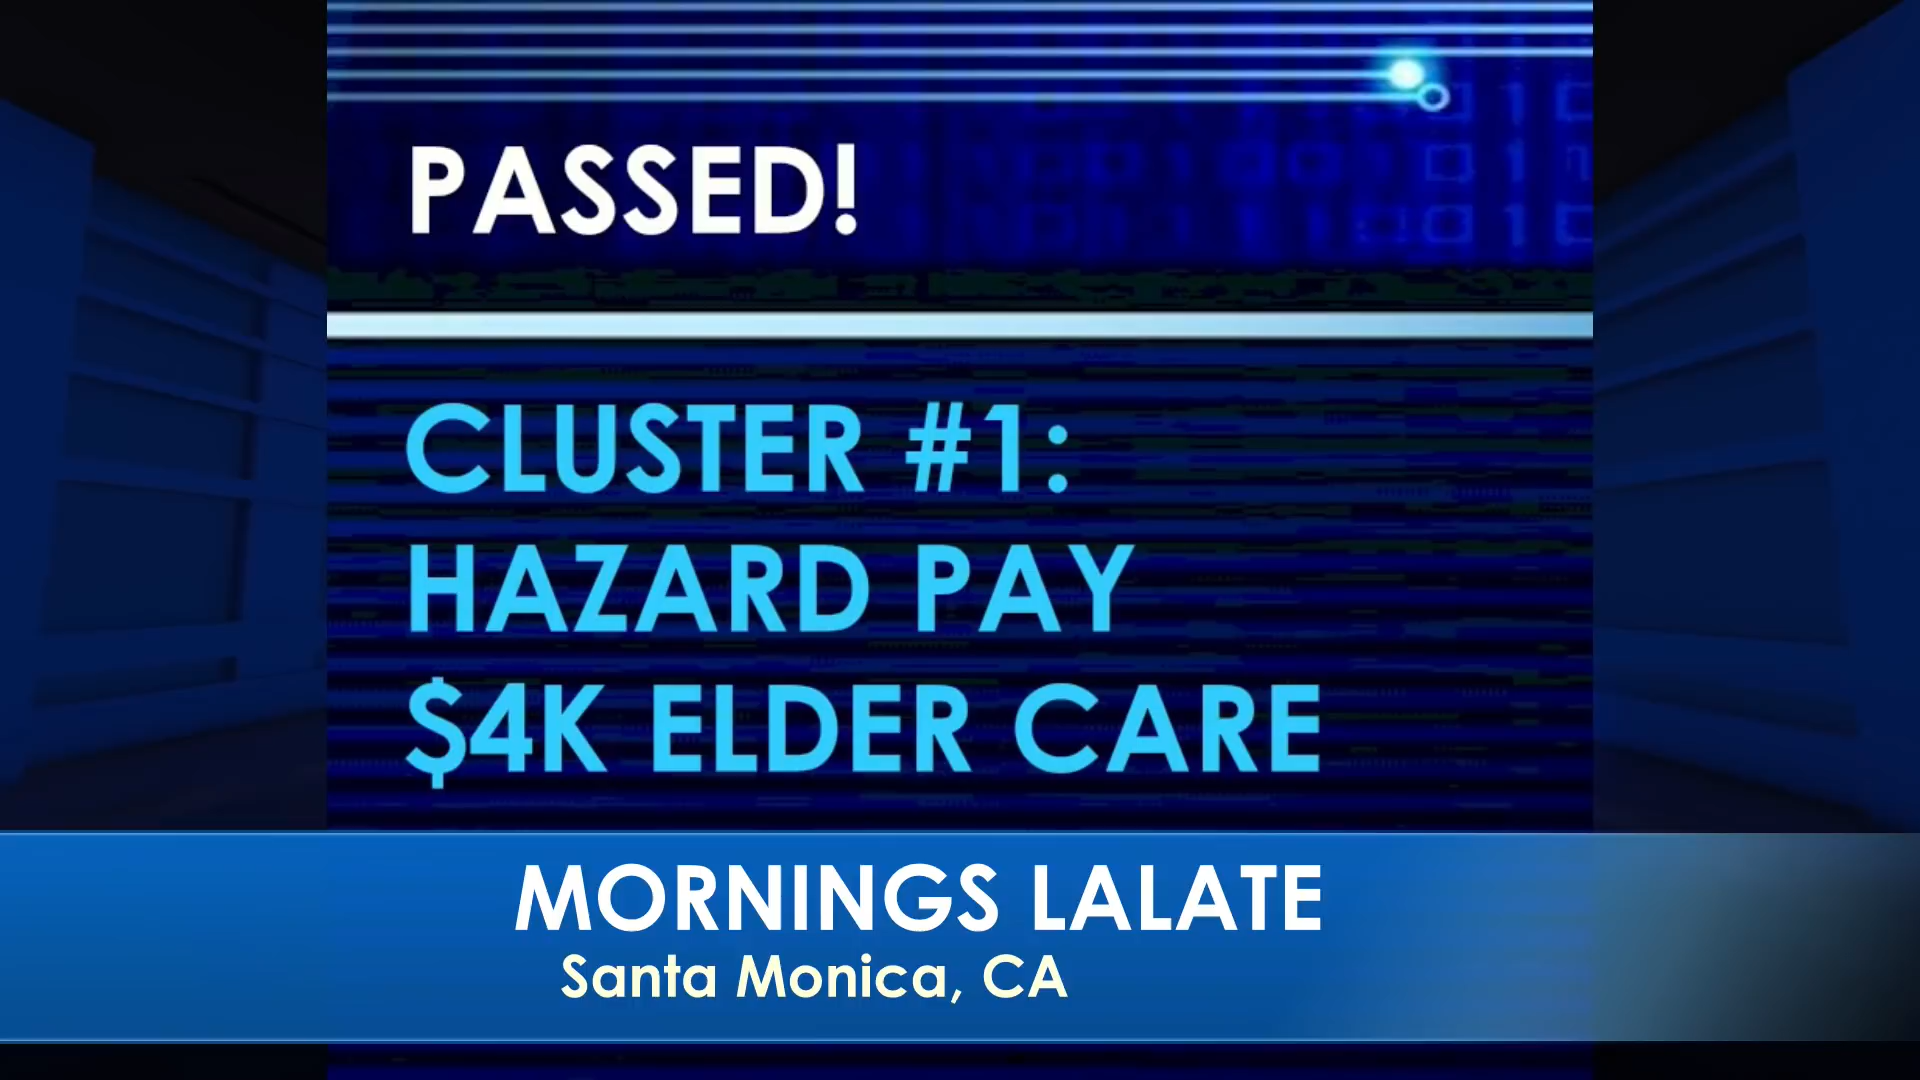 PASSED!
CLUSTER #1:
HAZARD PAY
$4K ELDER CARE
MORNINGS LALATE
Santa Monica, CA